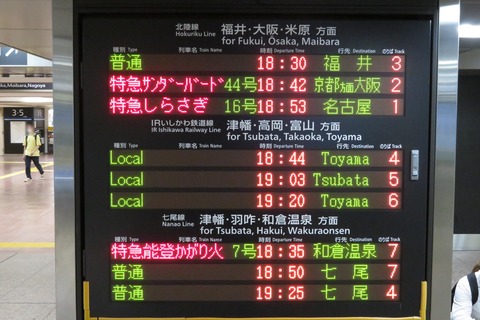 北陸線 福井・大阪・米原 方面
Hokuriku Line for Fukui, Osaka, Maibara
種別 Type 列車名 Train Name 時刻 Departure Time 行先 Destination のりば Track
普通 18:30 福井 3
特急サンダーバード 44号 18:42 京都大阪 2
特急しらさぎ 16号 18:53 名古屋 1
IRいしかわ鉄道線 津幡・高岡・富山 方面
IR Ishikawa Railway Line for Tsubata, Takaoka, Toyama
種別 Type 列車名 Train Name 時刻 Departure Time 行先 Destination のりば Track
Local 18:44 Toyama 4
Local 19:03 Tsubata 5
Local 19:20 Toyama 6
七尾線 津幡・羽咋・和倉温泉 方面
Nanao Line for Tsubata, Hakui, Wakuraonsen
種別 Type 列車名 Train Name 時刻 Departure Time 行先 Destination のりば Track
特急能登かがり火 7号 18:35 和倉温泉 7
普通 18:50 七尾 7
普通 19:25 七尾 4
3-5